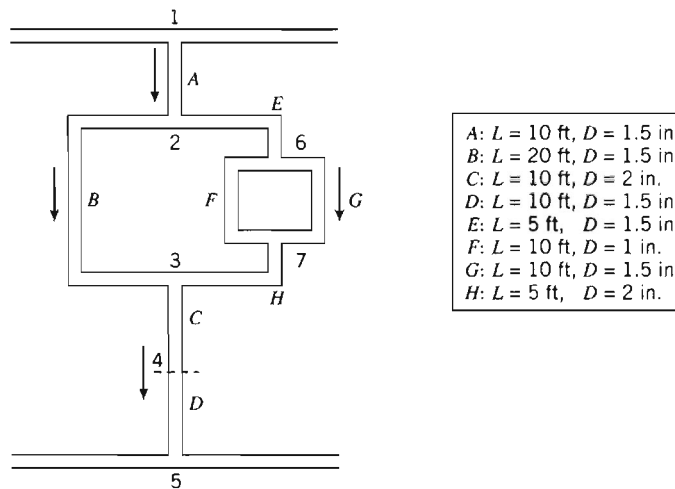 1
A
E
2
6
B
F
G
3
7
H
C
4
D
5
A: L = 10 ft, D = 1.5 in
B: L = 20 ft, D = 1.5 in
C: L = 10 ft, D = 2 in.
D: L = 10 ft, D = 1.5 in
E: L = 5 ft, D = 1.5 in
F: L = 10 ft, D = 1 in.
G: L = 10 ft, D = 1.5 in
H: L = 5 ft, D = 2 in.